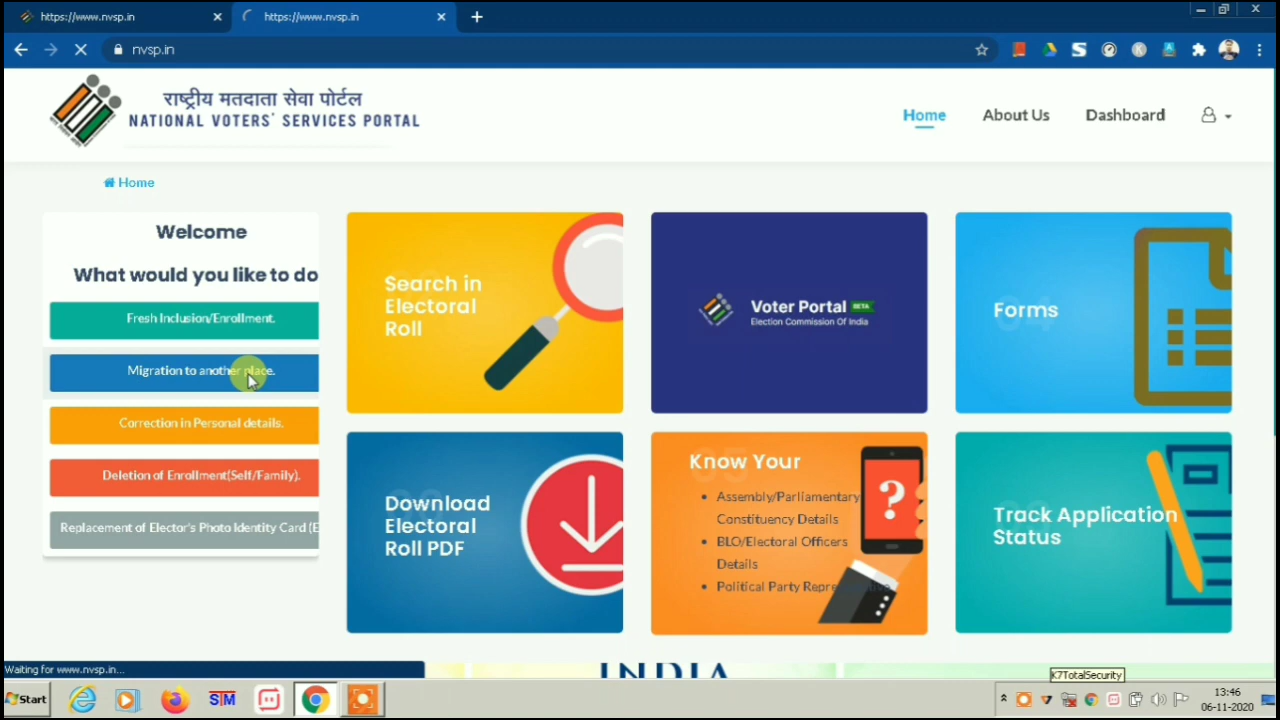 https://www.nvsp.in
https://www.nvsp.in
nvsp.in
राष्ट्रीय मतदाता सेवा पोर्टल
NATIONAL VOTERS' SERVICES PORTAL
Home
About Us
Dashboard
Home
Welcome
What would you like to do
Fresh Inclusion/Enrollment.
Migration to another place.
Correction in Personal details.
Deletion of Enrollment(Self/Family).
Replacement of Elector's Photo Identity Card (E
Search in
Electoral
Roll
Voter Portal BETA
Election Commission Of India
Forms
Download
Electoral
Roll PDF
Know Your
Assembly/Parliamentary
Constituency Details
BLO/Electoral Officers
Details
Political Party
?
Track Application
Status
INDIA
Waiting for www.nvsp.in...
K7TotalSecurity
Start
SIM
13:46
06-11-2020